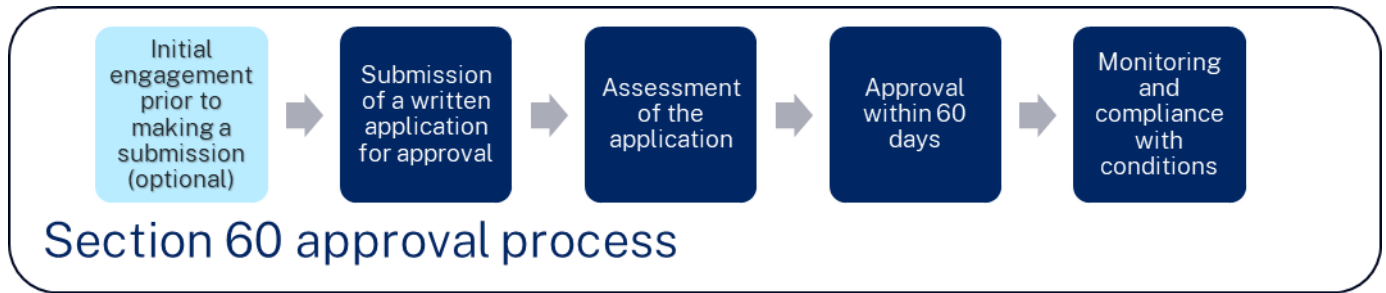 Initial
engagement
prior to
making a
submission
(optional)
Submission
of a written
application
for approval
Assessment
of the
application
Approval
within 60
days
Monitoring
and
compliance
with
conditions
Section 60 approval process